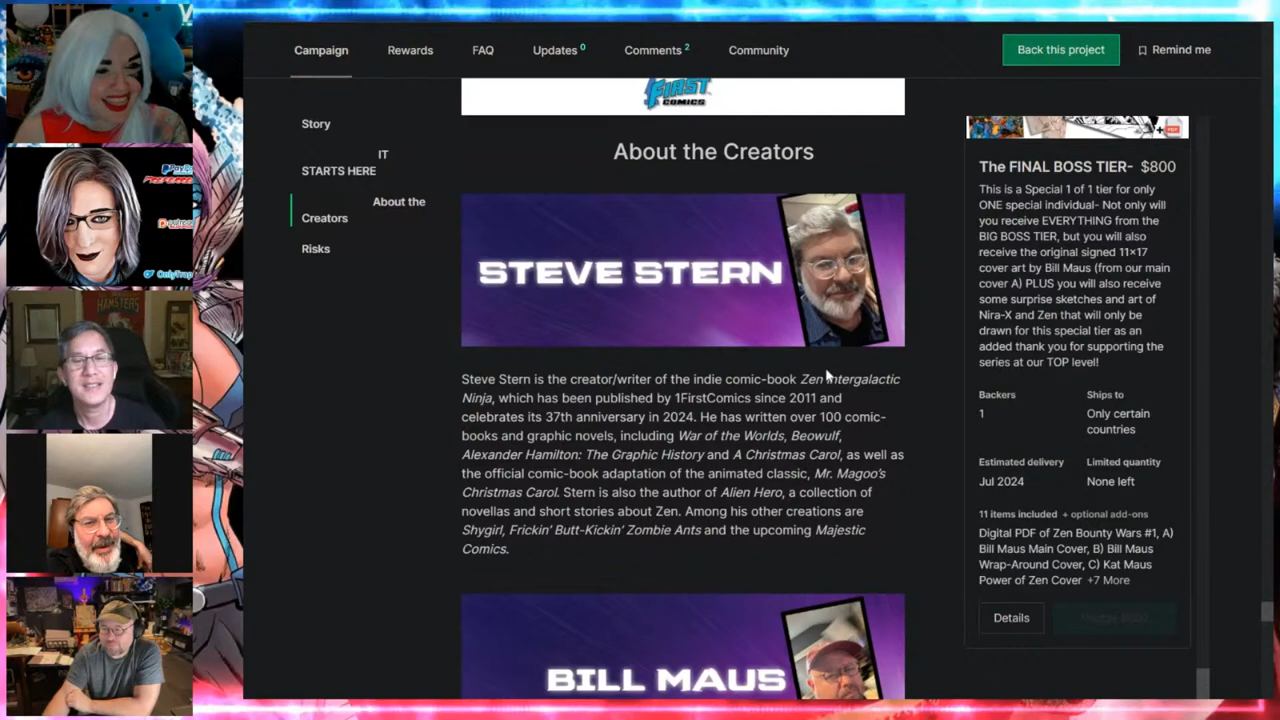 Campaign
Rewards
FAQ
Updates 0
Comments 2
Community
Back this project
Remind me
Story
IT
STARTS HERE
About the
Creators
Risks
FIRST
COMICS
About the Creators
STEVE STERN
Steve Stern is the creator/writer of the indie comic-book Zen Intergalactic
Ninja, which has been published by 1FirstComics since 2011 and
celebrates its 37th anniversary in 2024. He has written over 100 comic-
books and graphic novels, including War of the Worlds, Beowulf,
Alexander Hamilton: The Graphic History and A Christmas Carol, as well as
the official comic-book adaptation of the animated classic, Mr. Magoo's
Christmas Carol. Stern is also the author of Alien Hero, a collection of
novellas and short stories about Zen. Among his other creations are
Shygirl, Frickin' Butt-Kickin' Zombie Ants and the upcoming Majestic
Comics.
BILL MAUS
The FINAL BOSS TIER- $800
This is a Special 1 of 1 tier for only
ONE special individual- Not only will
you receive EVERYTHING from the
BIG BOSS TIER, but you will also
receive the original signed 11x17
cover art by Bill Maus (from our main
cover A) PLUS you will also receive
some surprise sketches and art of
Nira-X and Zen that will only be
drawn for this special tier as an
added thank you for supporting the
series at our TOP level!
Backers
1
Ships to
Only certain
countries
Estimated delivery
Jul 2024
Limited quantity
None left
11 items included + optional add-ons
Digital PDF of Zen Bounty Wars #1, A)
Bill Maus Main Cover, B) Bill Maus
Wrap-Around Cover, C) Kat Maus
Power of Zen Cover +7 More
Details
HAMSTERS